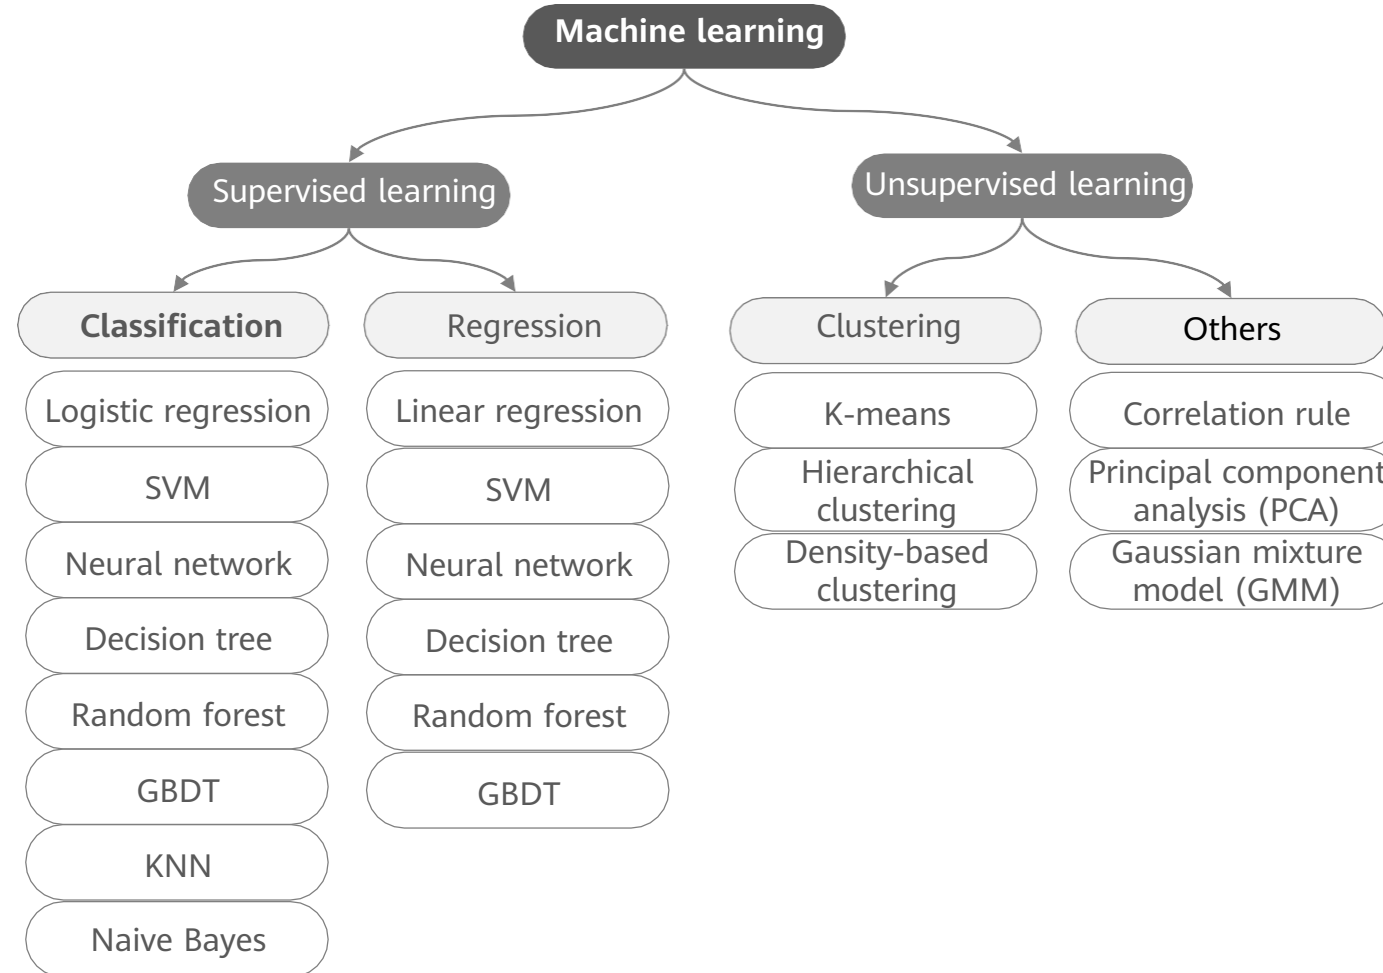 Machine learning
Supervised learning
Unsupervised learning
Classification
Regression
Clustering
Others
Logistic regression
SVM
Neural network
Decision tree
Random forest
GBDT
KNN
Naive Bayes
Linear regression
SVM
Neural network
Decision tree
Random forest
GBDT
K-means
Hierarchical
clustering
Density-based
clustering
Correlation rule
Principal component
analysis (PCA)
Gaussian mixture
model (GMM)